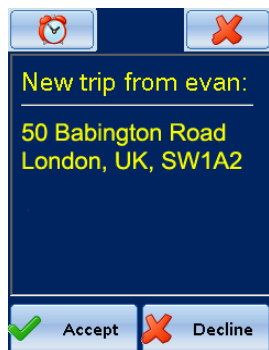 New trip from evan:
50 Babington Road
London, UK, SW1A2
Accept
Decline